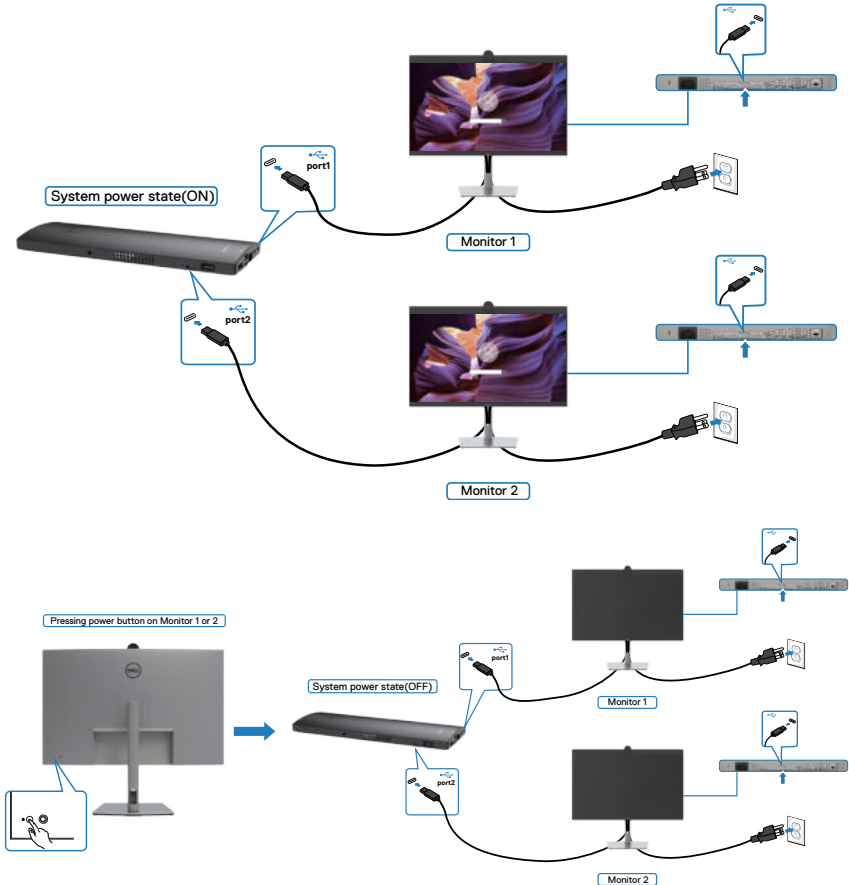 port1
System power state(ON)
Monitor 1
port2
Monitor 2
Pressing power button on Monitor 1 or 2
DELL
System power state(OFF)
port1
Monitor 1
port2
Monitor 2